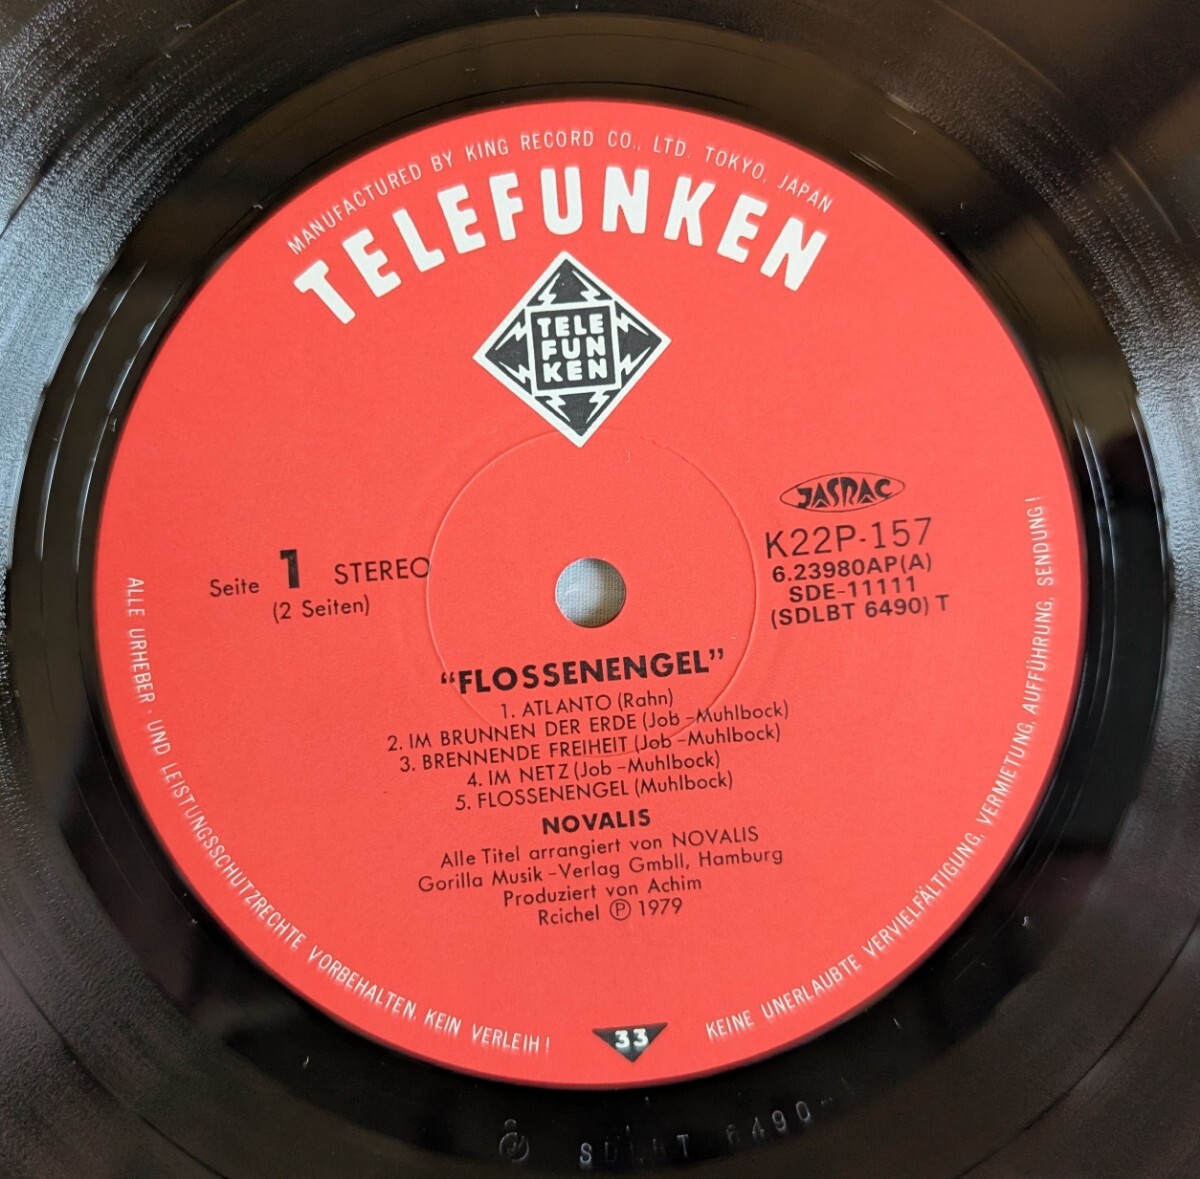 MANUFACTURED BY KING RECORD CO., LTD. TOKYO, JAPAN
TELEFUNKEN
TELE
FUN
KEN
JASRAC
K22P-157
6.23980AP(A)
SDE-11111
(SDLBT 6490) T
Seite 1 STEREO
(2 Seiten)
"FLOSSENENGEL"
1. ATLANTO (Rahn)
2. IM BRUNNEN DER ERDE (Job-Muhlbock)
3. BRENNENDE FREIHEIT (Job-Muhlbock)
4. IM NETZ (Job-Muhlbock)
5. FLOSSENENGEL (Muhlbock)
NOVALIS
Alle Titel arrangiert von NOVALIS
Gorilla Musik-Verlag Gmbll, Hamburg
Produziert von Achim
Rcichel Ⓟ 1979
ALLE URHEBER- UND LEISTUNGSSCHUTZRECHTE VORBEHALTEN. KEIN VERLEIH!
33
KEINE UNERLAUBTE VERVIELFÄLTIGUNG, VERMIETUNG, AUFFÜHRUNG, SENDUNG!
SDLBT 6490